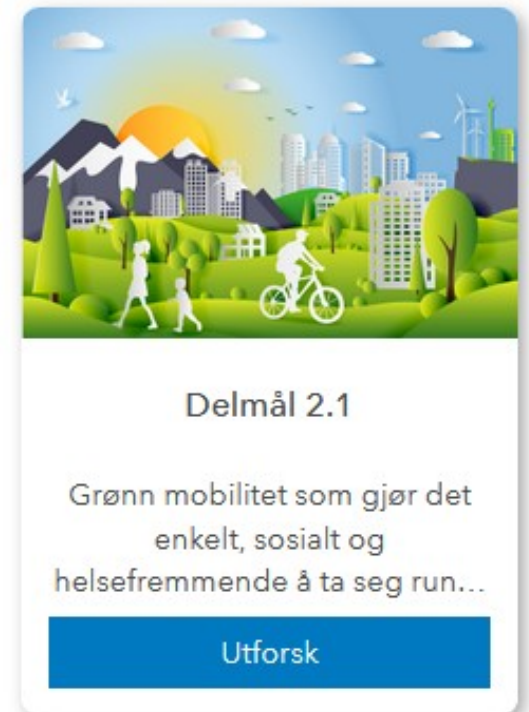 Delmål 2.1
Grønn mobilitet som gjør det
enkelt, sosialt og
helsefremmende å ta seg run...
Utforsk